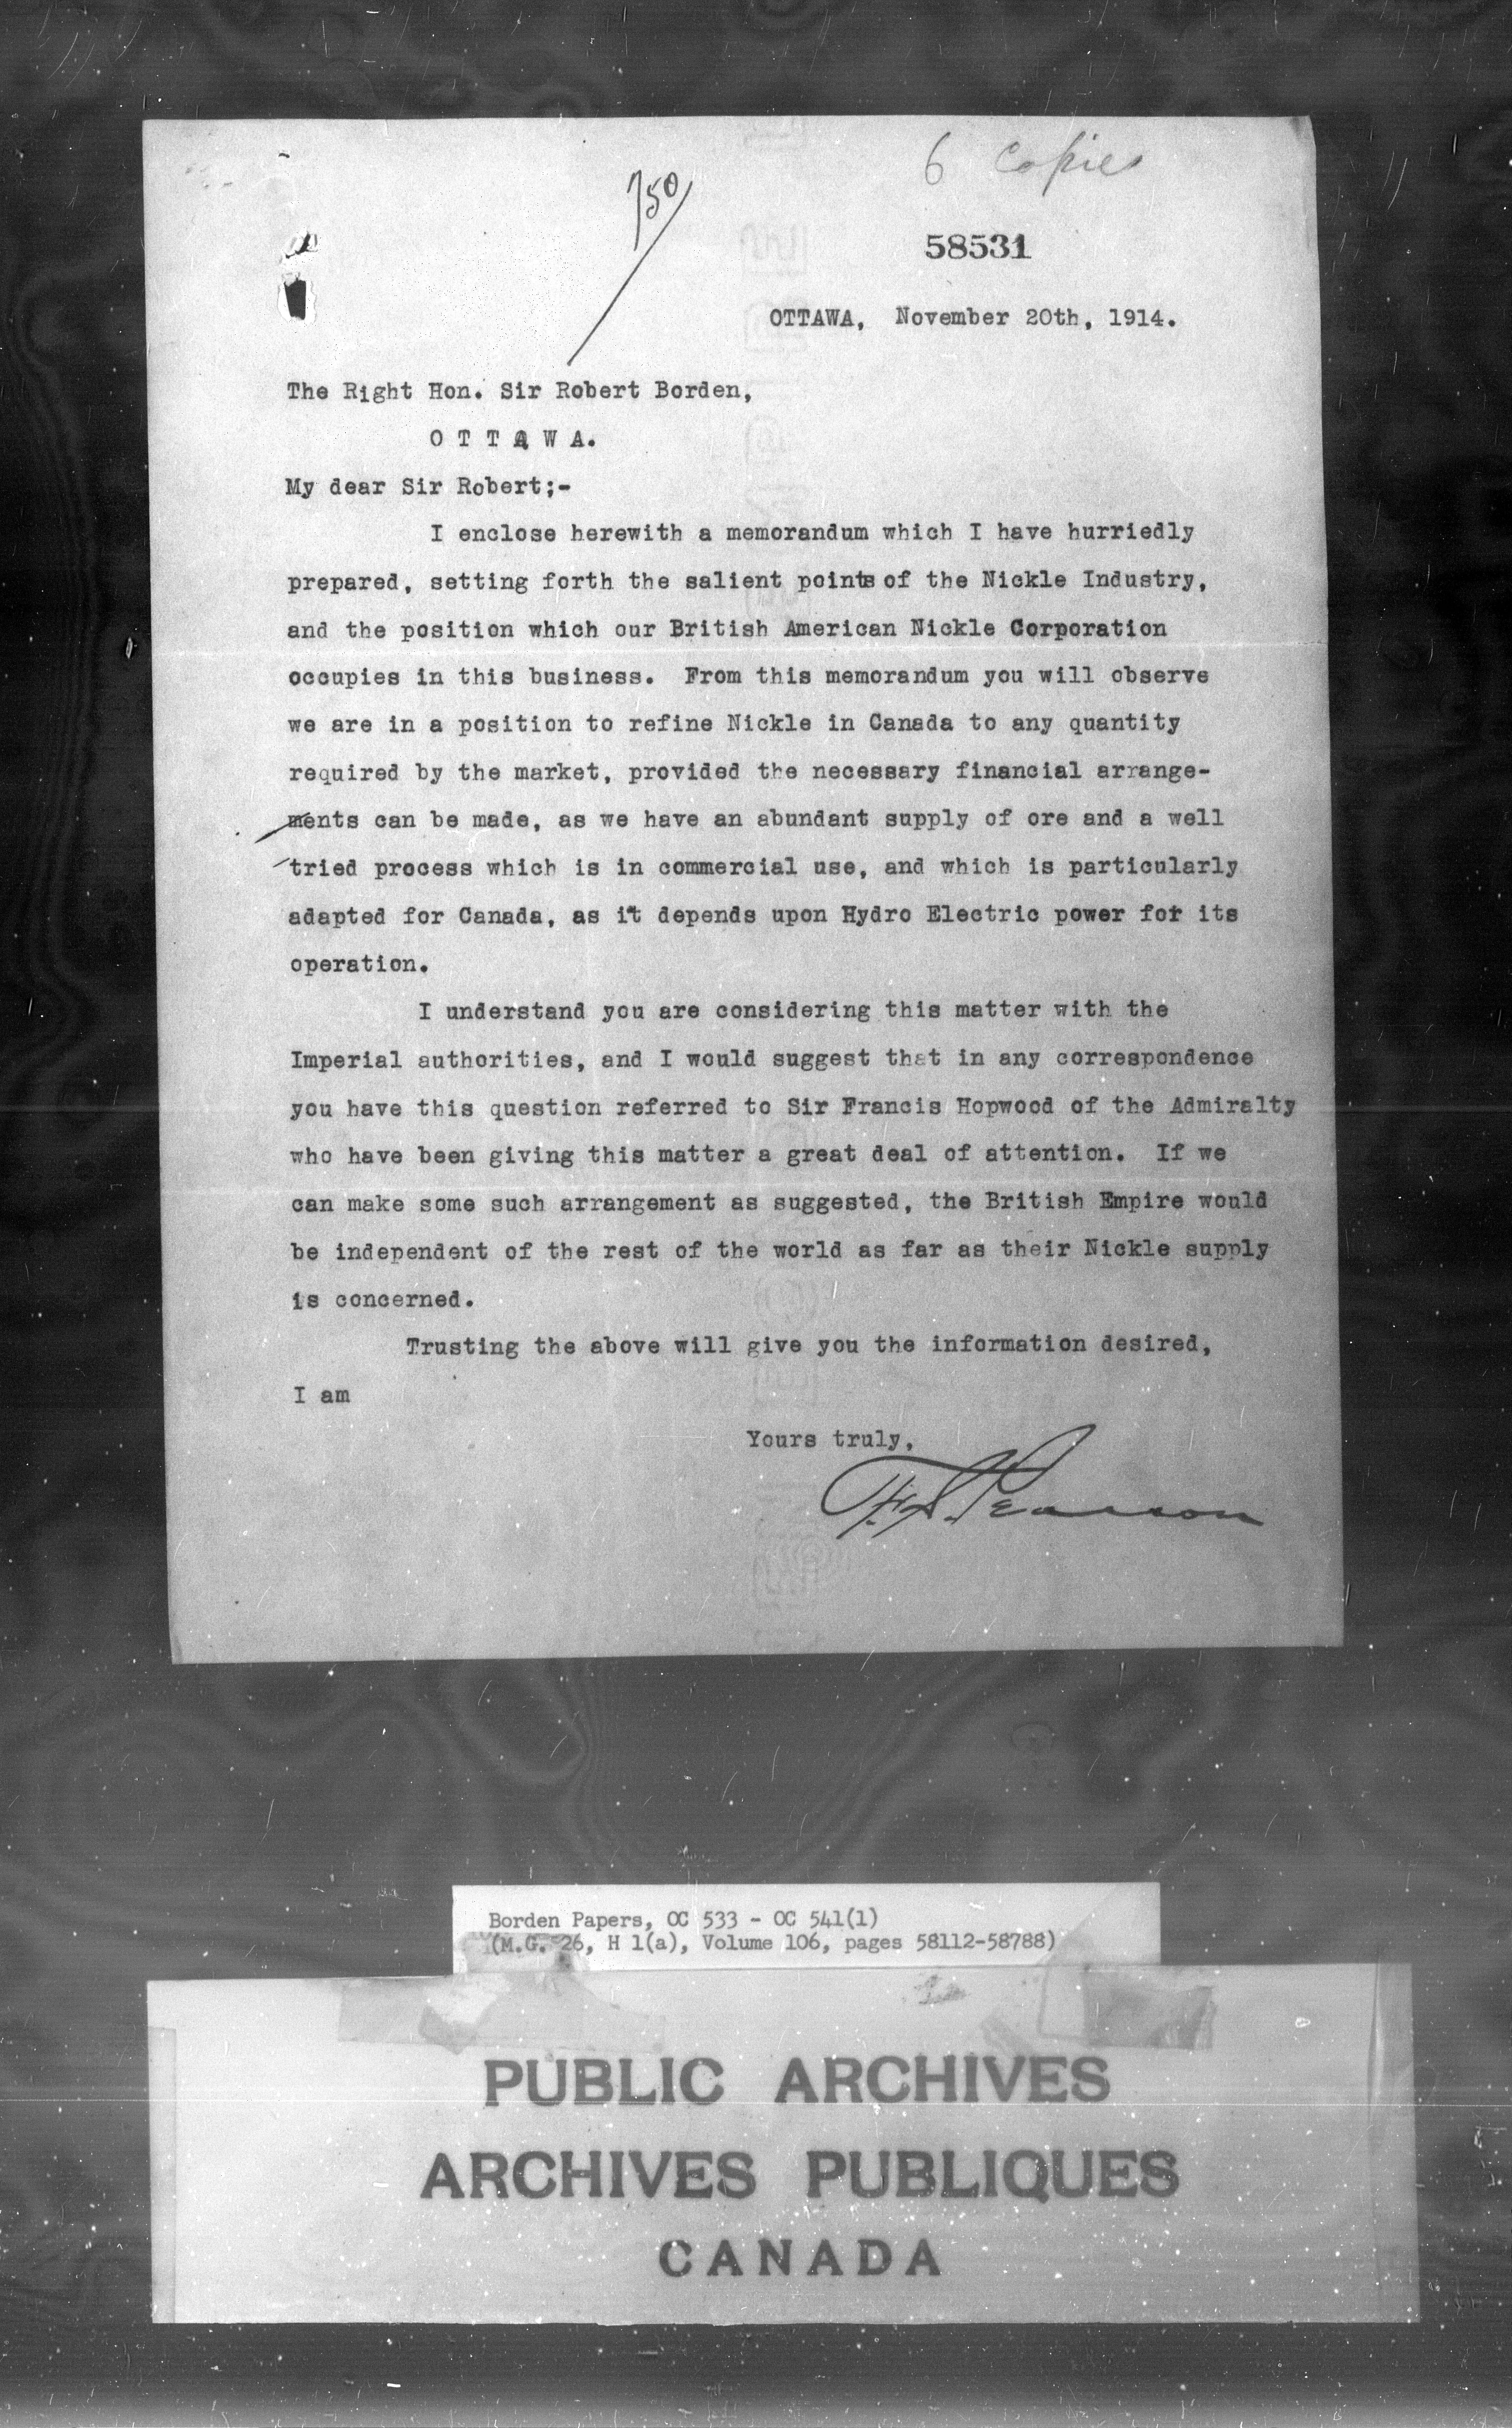 6 copies
750
58531
OTTAWA, November 20th, 1914.
The Right Hon. Sir Robert Borden,
O T T A W A.
My dear Sir Robert;-
I enclose herewith a memorandum which I have hurriedly
prepared, setting forth the salient points of the Nickle Industry,
and the position which our British American Nickle Corporation
occupies in this business. From this memorandum you will observe
we are in a position to refine Nickle in Canada to any quantity
required by the market, provided the necessary financial arrange-
ments can be made, as we have an abundant supply of ore and a well
tried process which is in commercial use, and which is particularly
adapted for Canada, as it depends upon Hydro Electric power for its
operation.
I understand you are considering this matter with the
Imperial authorities, and I would suggest that in any correspondence
you have this question referred to Sir Francis Hopwood of the Admiralty
who have been giving this matter a great deal of attention. If we
can make some such arrangement as suggested, the British Empire would
be independent of the rest of the world as far as their Nickle supply
is concerned.
Trusting the above will give you the information desired,
I am
Yours truly,
F.S. Pearson
Borden Papers, OC 533 - OC 541(1)
(M.G. 26, H 1(a), Volume 106, pages 58112-58788)
PUBLIC ARCHIVES
ARCHIVES PUBLIQUES
CANADA